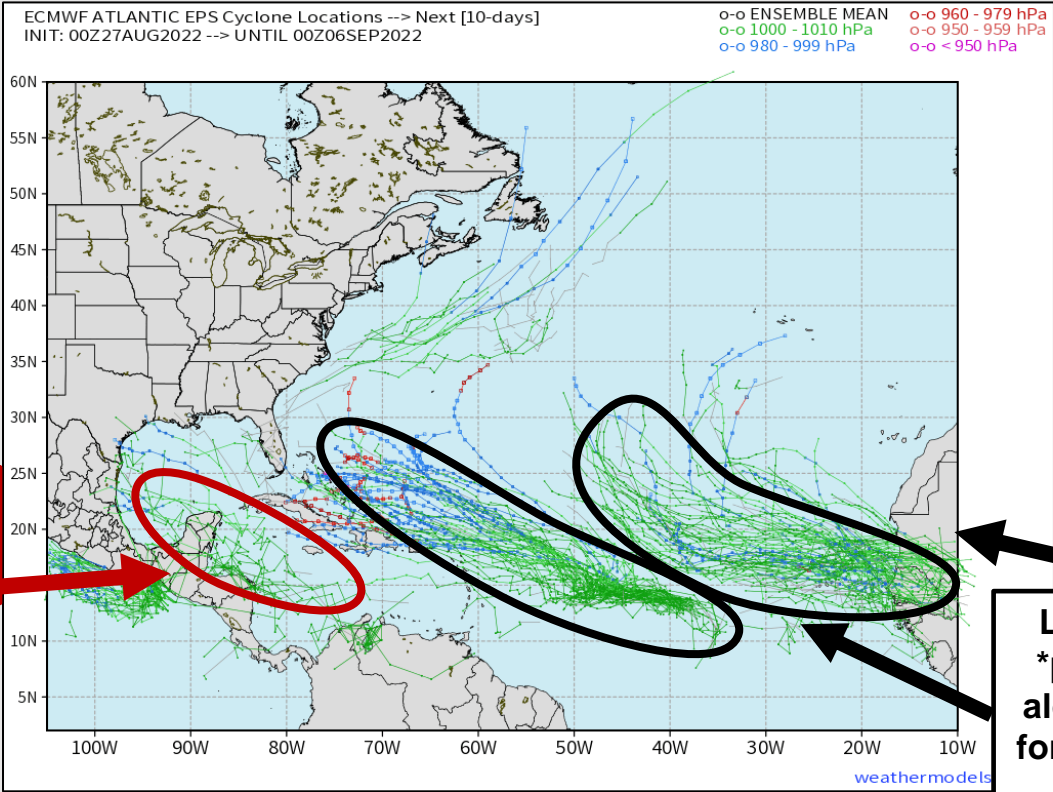 ECMWF ATLANTIC EPS Cyclone Locations --> Next [10-days]
INIT: 00Z27AUG2022 --> UNTIL 00Z06SEP2022
o-o ENSEMBLE MEAN
o-o 960 - 979 hPa
o-o 1000 - 1010 hPa
o-o 950 - 959 hPa
o-o 980 - 999 hPa
o-o < 950 hPa
60N
55N
50N
45N
40N
35N
30N
25N
20N
15N
10N
5N
100W 90W 80W 70W 60W 50W 40W 30W 20W 10W
L
al
for
weathermodels